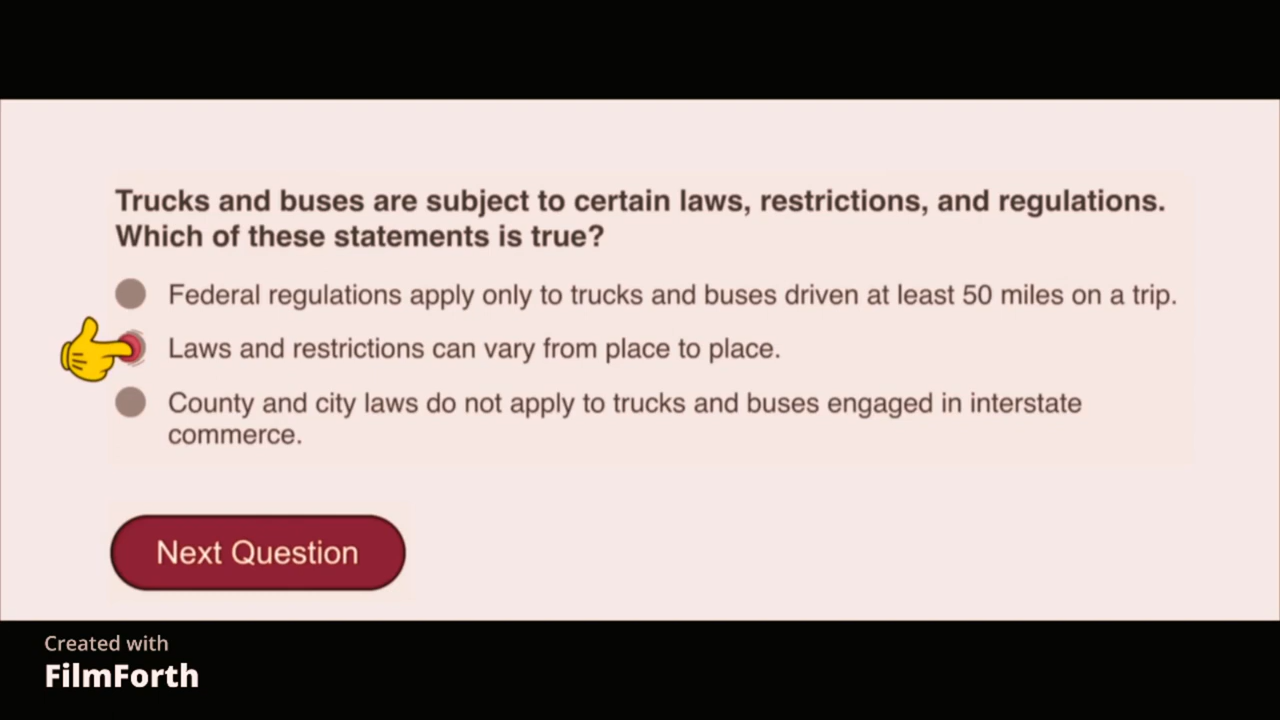 Trucks and buses are subject to certain laws, restrictions, and regulations.
Which of these statements is true?
Federal regulations apply only to trucks and buses driven at least 50 miles on a trip.
Laws and restrictions can vary from place to place.
County and city laws do not apply to trucks and buses engaged in interstate
commerce.
Next Question
Created with
FilmForth